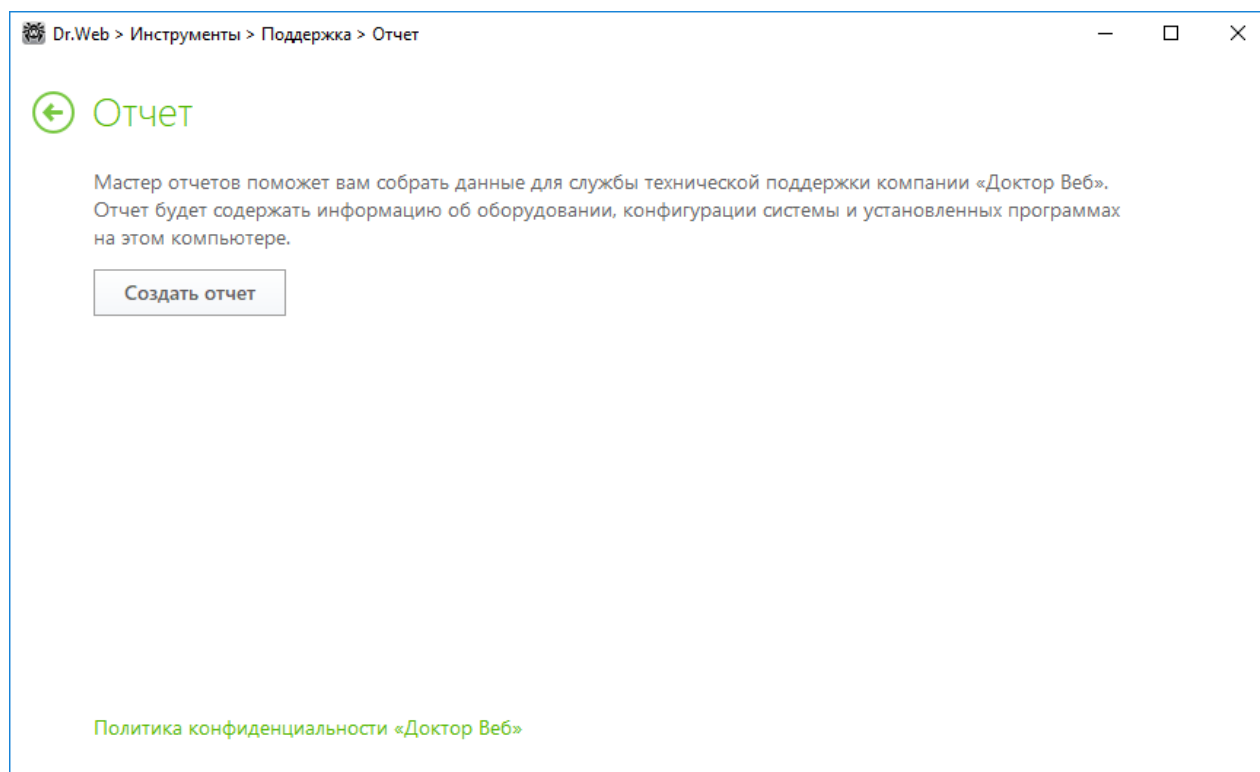 Dr.Web > Инструменты > Поддержка > Отчет
Отчет
Мастер отчетов поможет вам собрать данные для службы технической поддержки компании «Доктор Веб».
Отчет будет содержать информацию об оборудовании, конфигурации системы и установленных программах
на этом компьютере.
Создать отчет
Политика конфиденциальности «Доктор Веб»